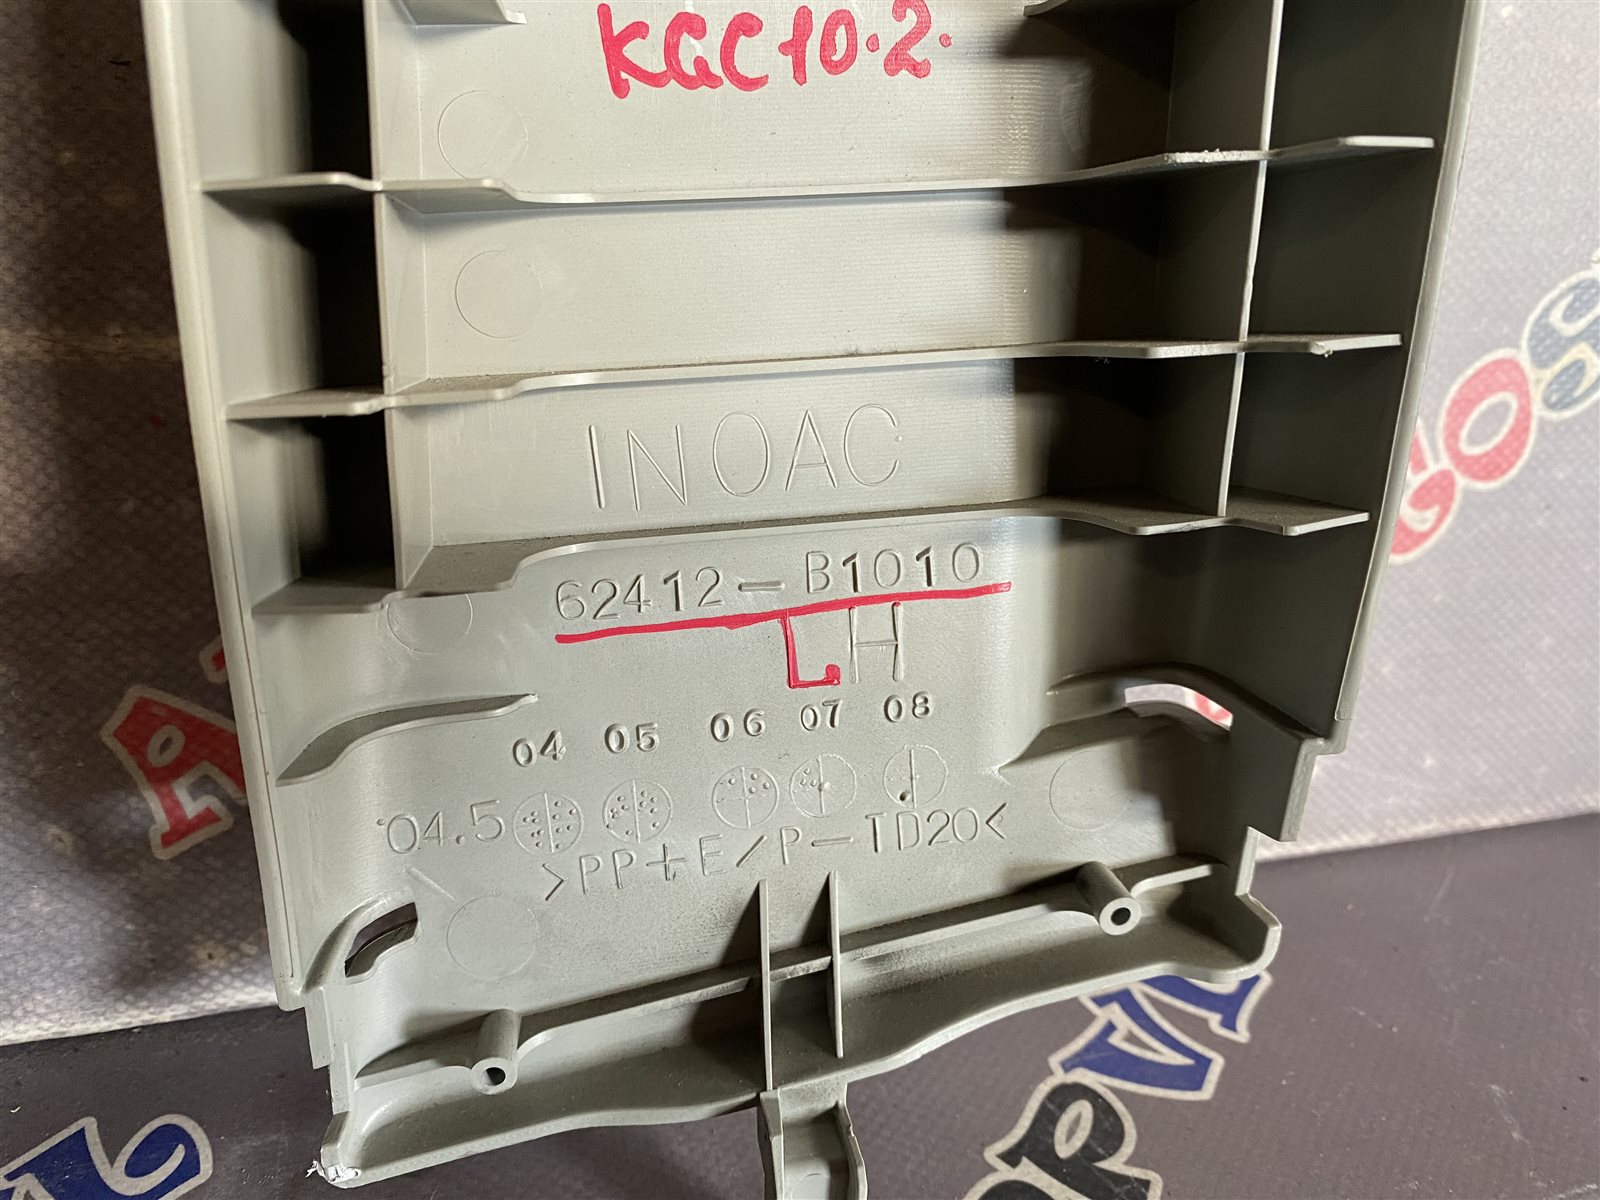 KGC10.2.
INOAC
62412-B1010
LH
04 05 06 07 08
04.5
>PP+E/P-TD20<